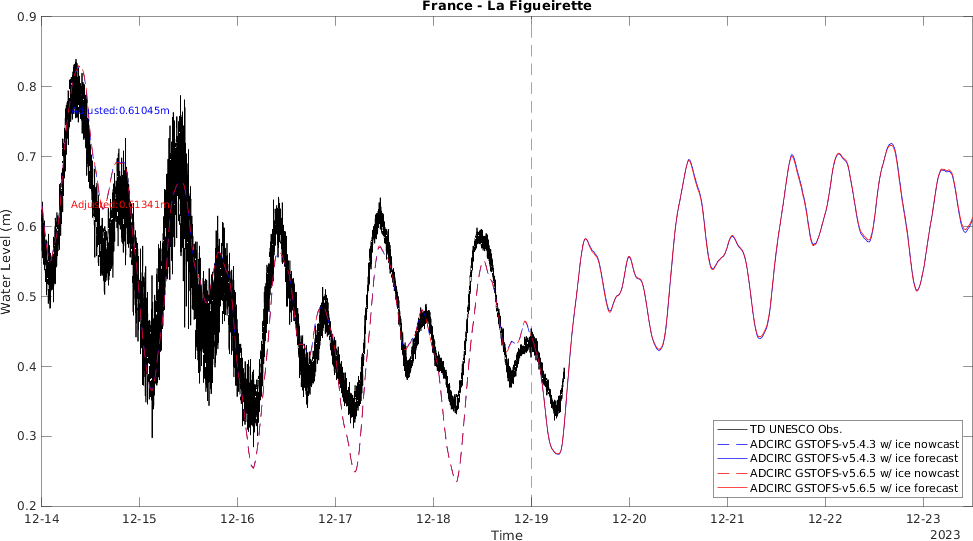 France - La Figueirette
0.9
0.8
0.7
0.6
0.5
0.4
0.3
0.2
Water Level (m)
Adjusted:0.61045m
Adjusted:0.61341m
TD UNESCO Obs.
ADCIRC GSTOFS-v5.4.3 w/ ice nowcast
ADCIRC GSTOFS-v5.4.3 w/ ice forecast
ADCIRC GSTOFS-v5.6.5 w/ ice nowcast
ADCIRC GSTOFS-v5.6.5 w/ ice forecast
12-14 12-15 12-16 12-17 12-18 12-19 12-20 12-21 12-22 12-23
Time
2023